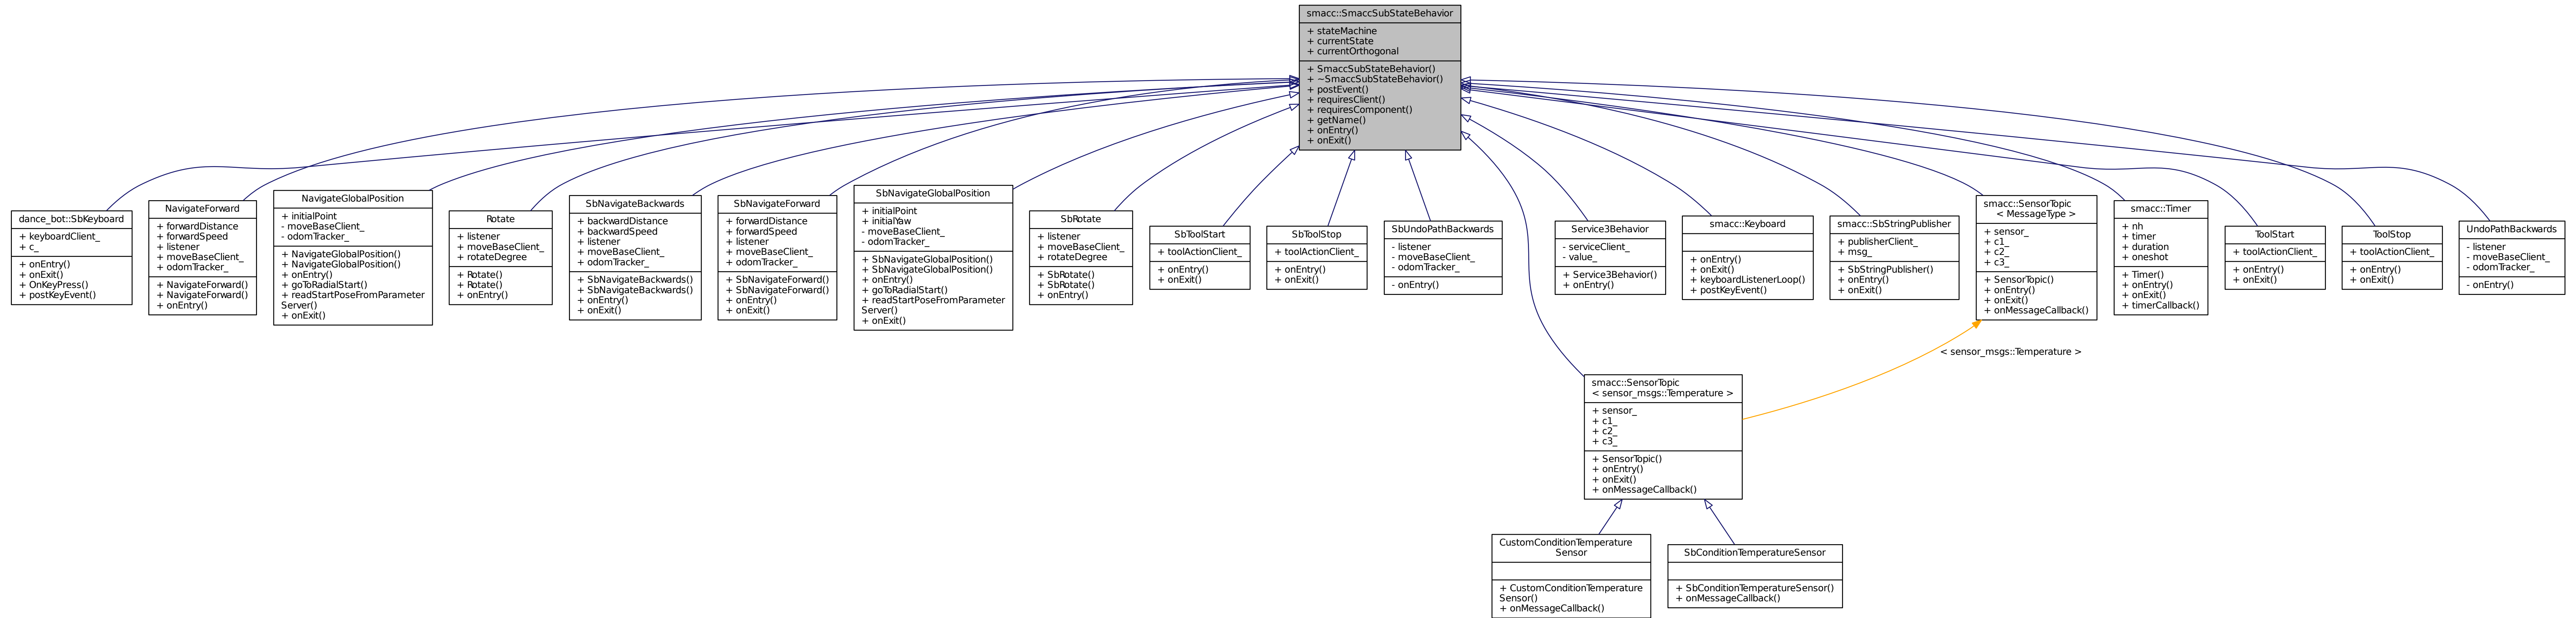 smacc::SmaccSubStateBehavior
+ stateMachine
+ currentState
+ currentOrthogonal
+ SmaccSubStateBehavior()
+ ~SmaccSubStateBehavior()
+ postEvent()
+ requiresClient()
+ requiresComponent()
+ getName()
+ onEntry()
+ onExit()
dance_bot::SbKeyboard
+ keyboardClient_
+ c_
+ onEntry()
+ onExit()
+ OnKeyPress()
+ postKeyEvent()
NavigateForward
+ forwardDistance
+ forwardSpeed
+ listener
+ moveBaseClient_
+ odomTracker_
+ NavigateForward()
+ NavigateForward()
+ onEntry()
NavigateGlobalPosition
+ initialPoint
- moveBaseClient_
- odomTracker_
+ NavigateGlobalPosition()
+ NavigateGlobalPosition()
+ onEntry()
+ goToRadialStart()
+ readStartPoseFromParameter
Server()
+ onExit()
Rotate
+ listener
+ moveBaseClient_
+ rotateDegree
+ Rotate()
+ Rotate()
+ onEntry()
SbNavigateBackwards
+ backwardDistance
+ backwardSpeed
+ listener
+ moveBaseClient_
+ odomTracker_
+ SbNavigateBackwards()
+ SbNavigateBackwards()
+ onEntry()
+ onExit()
SbNavigateForward
+ forwardDistance
+ forwardSpeed
+ listener
+ moveBaseClient_
+ odomTracker_
+ SbNavigateForward()
+ SbNavigateForward()
+ onEntry()
+ onExit()
SbNavigateGlobalPosition
+ initialPoint
+ initialYaw
- moveBaseClient_
- odomTracker_
+ SbNavigateGlobalPosition()
+ SbNavigateGlobalPosition()
+ onEntry()
+ goToRadialStart()
+ readStartPoseFromParameter
Server()
+ onExit()
SbRotate
+ listener
+ moveBaseClient_
+ rotateDegree
+ SbRotate()
+ SbRotate()
+ onEntry()
SbToolStart
+ toolActionClient_
+ onEntry()
+ onExit()
SbToolStop
+ toolActionClient_
+ onEntry()
+ onExit()
SbUndoPathBackwards
- listener
- moveBaseClient_
- odomTracker_
- onEntry()
Service3Behavior
- serviceClient_
- value_
+ Service3Behavior()
+ onEntry()
smacc::Keyboard
+ onEntry()
+ onExit()
+ keyboardListenerLoop()
+ postKeyEvent()
smacc::SbStringPublisher
+ publisherClient_
+ msg_
+ SbStringPublisher()
+ onEntry()
+ onExit()
smacc::SensorTopic
< MessageType >
+ sensor_
+ c1_
+ c2_
+ c3_
+ SensorTopic()
+ onEntry()
+ onExit()
+ onMessageCallback()
smacc::Timer
+ nh
+ timer
+ duration
+ oneshot
+ Timer()
+ onEntry()
+ onExit()
+ timerCallback()
ToolStart
+ toolActionClient_
+ onEntry()
+ onExit()
ToolStop
+ toolActionClient_
+ onEntry()
+ onExit()
UndoPathBackwards
- listener
- moveBaseClient_
- odomTracker_
- onEntry()
< sensor_msgs::Temperature >
smacc::SensorTopic
< sensor_msgs::Temperature >
+ sensor_
+ c1_
+ c2_
+ c3_
+ SensorTopic()
+ onEntry()
+ onExit()
+ onMessageCallback()
CustomConditionTemperature
Sensor
+ CustomConditionTemperature
Sensor()
+ onMessageCallback()
SbConditionTemperatureSensor
+ SbConditionTemperatureSensor()
+ onMessageCallback()